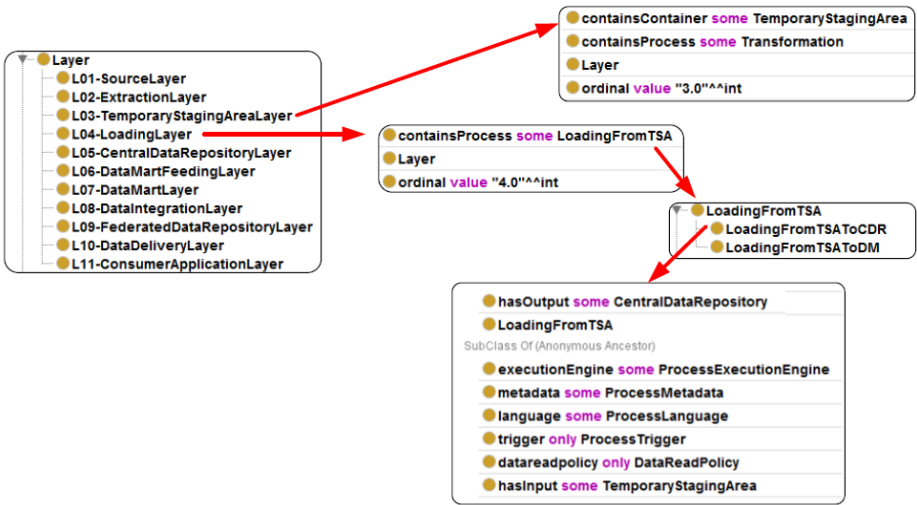 Layer
L01-SourceLayer
L02-ExtractionLayer
L03-TemporaryStagingAreaLayer
L04-LoadingLayer
L05-CentralDataRepositoryLayer
L06-DataMartFeedingLayer
L07-DataMartLayer
L08-DataIntegrationLayer
L09-FederatedDataRepositoryLayer
L10-DataDeliveryLayer
L11-ConsumerApplicationLayer
containsContainer some TemporaryStagingArea
containsProcess some Transformation
Layer
ordinal value "3.0"^^int
containsProcess some LoadingFromTSA
Layer
ordinal value "4.0"^^int
LoadingFromTSA
LoadingFromTSAToCDR
LoadingFromTSAToDM
hasOutput some CentralDataRepository
LoadingFromTSA
SubClass Of (Anonymous Ancestor)
executionEngine some ProcessExecutionEngine
metadata some ProcessMetadata
language some ProcessLanguage
trigger only ProcessTrigger
datareadpolicy only DataReadPolicy
hasInput some TemporaryStagingArea